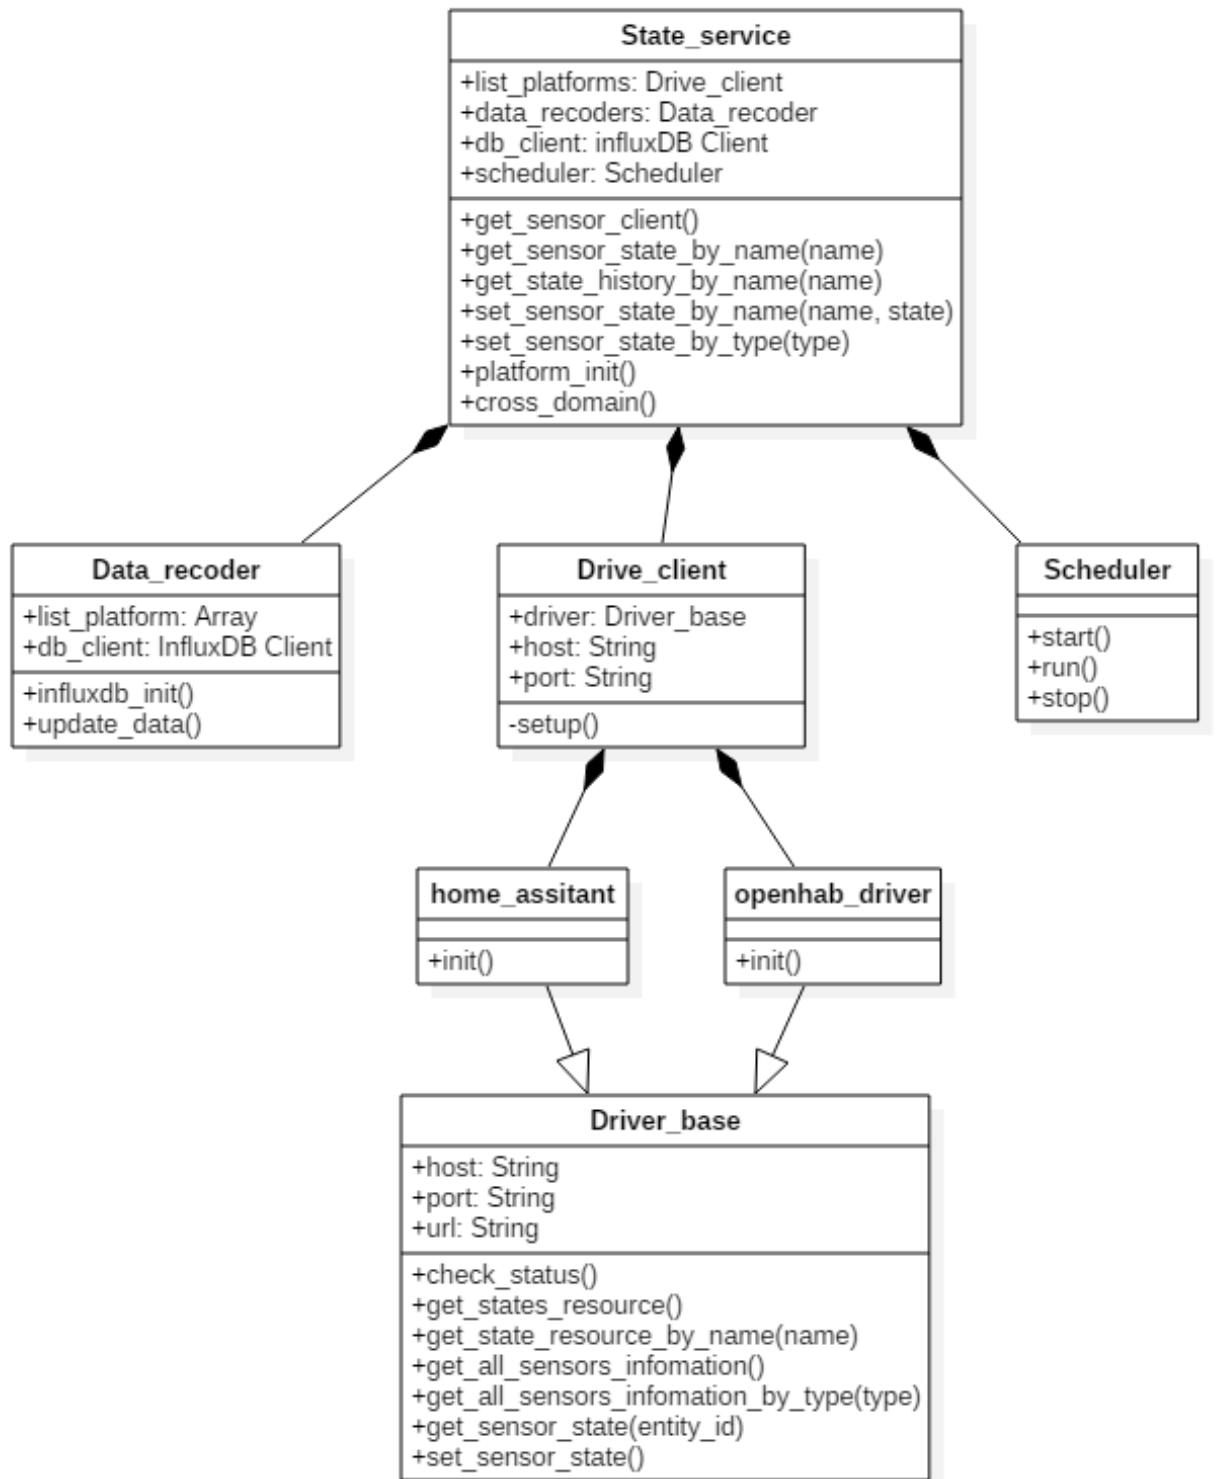 State_service
+list_platforms: Drive_client
+data_recoders: Data_recoder
+db_client: influxDB Client
+scheduler: Scheduler
+get_sensor_client()
+get_sensor_state_by_name(name)
+get_state_history_by_name(name)
+set_sensor_state_by_name(name, state)
+set_sensor_state_by_type(type)
+platform_init()
+cross_domain()
Data_recoder
+list_platform: Array
+db_client: InfluxDB Client
+influxdb_init()
+update_data()
Drive_client
+driver: Driver_base
+host: String
+port: String
-setup()
Scheduler
+start()
+run()
+stop()
home_assitant
+init()
openhab_driver
+init()
Driver_base
+host: String
+port: String
+url: String
+check_status()
+get_states_resource()
+get_state_resource_by_name(name)
+get_all_sensors_infomation()
+get_all_sensors_infomation_by_type(type)
+get_sensor_state(entity_id)
+set_sensor_state()